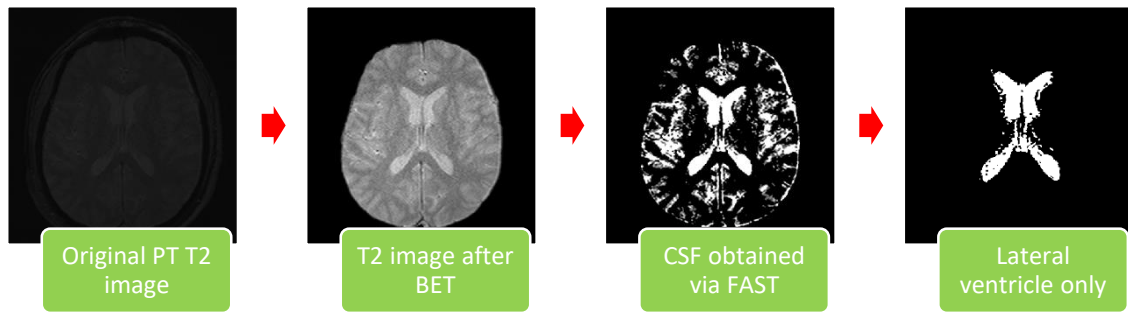 Original PT T2
image
T2 image after
BET
CSF obtained
via FAST
Lateral
ventricle only